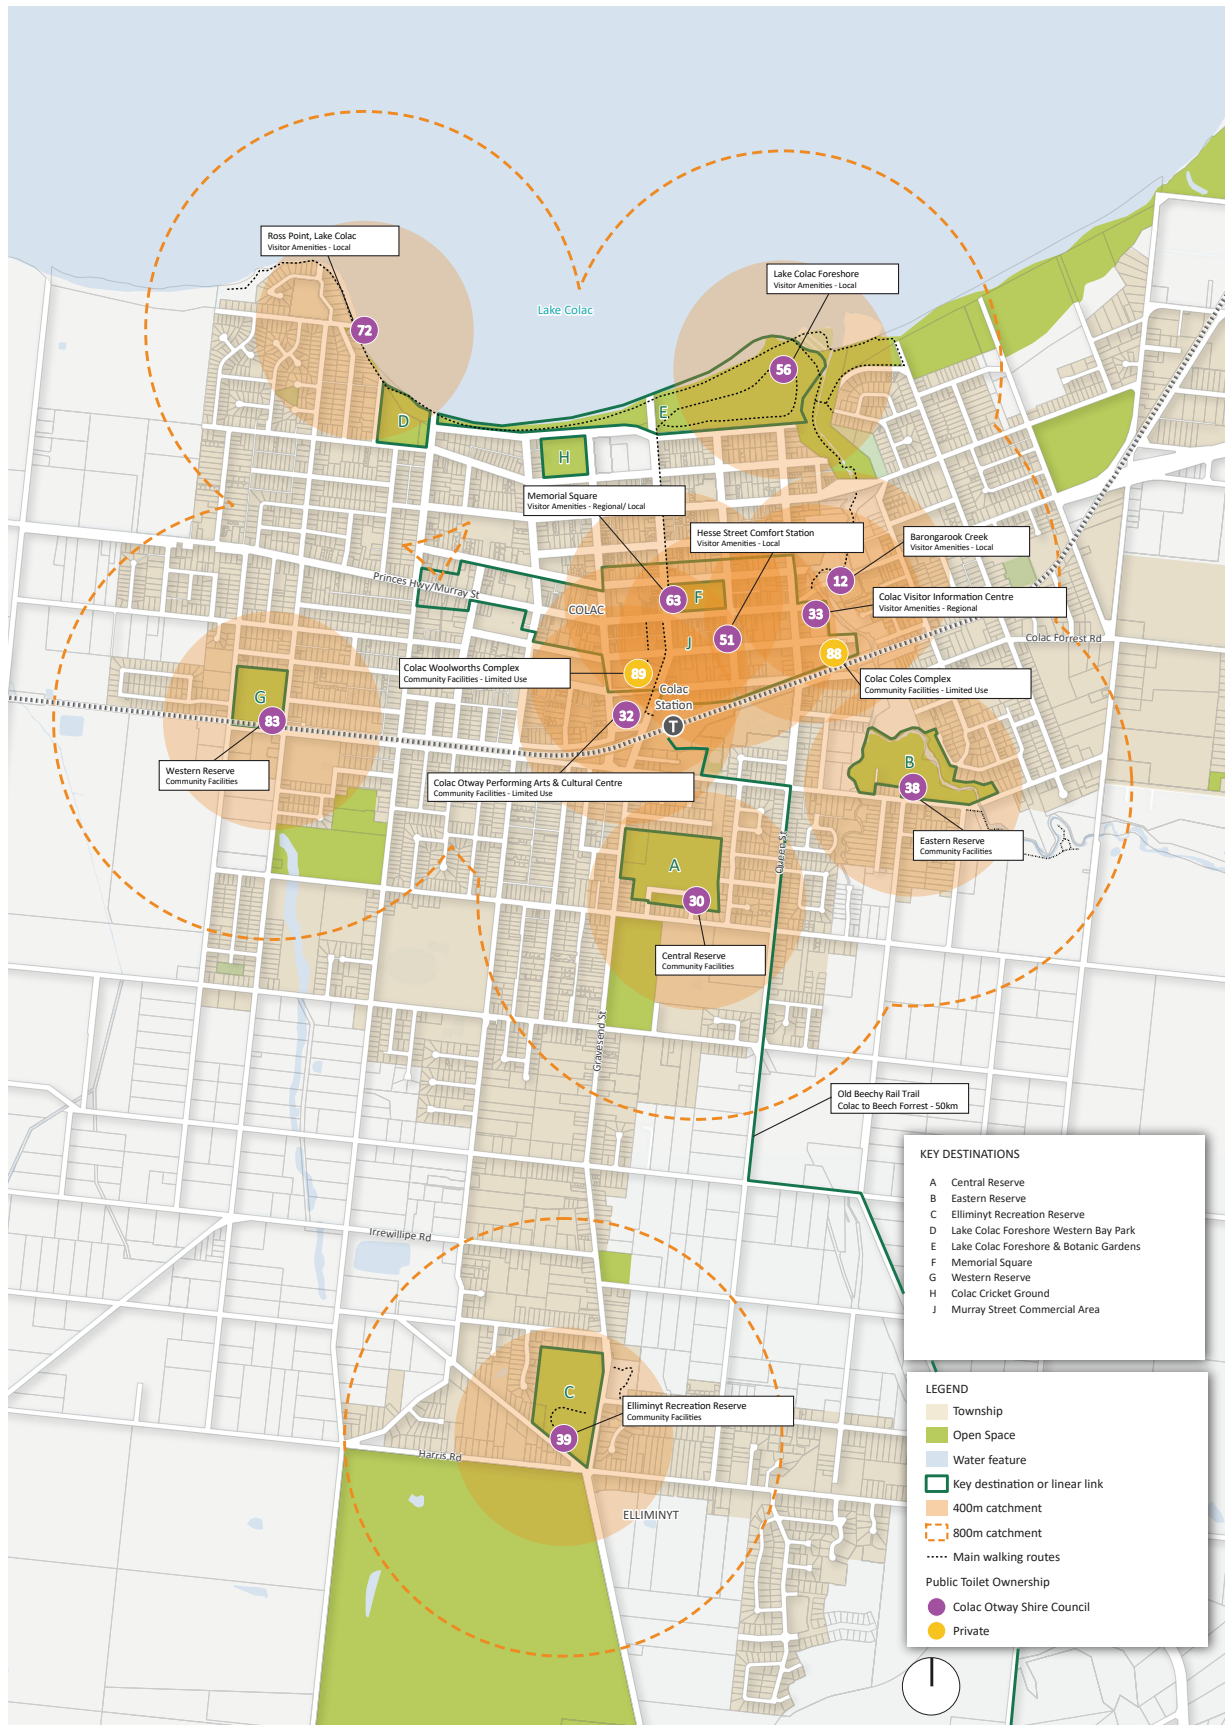 Ross Point, Lake Colac
Visitor Amenities - Local
Lake Colac Foreshore
Visitor Amenities - Local
Lake Colac
72
56
D
E
H
Memorial Square
Visitor Amenities - Regional/ Local
Hesse Street Comfort Station
Visitor Amenities - Local
Barongarook Creek
Visitor Amenities - Local
12
Princes Hwy/Murray St
COLAC
63
F
Colac Visitor Information Centre
Visitor Amenities - Regional
33
J
51
Colac Forrest Rd
88
Colac Woolworths Complex
Community Facilities - Limited Use
89
Colac Coles Complex
Community Facilities - Limited Use
Colac
Station
G
83
32
T
Western Reserve
Community Facilities
Colac Otway Performing Arts & Cultural Centre
Community Facilities - Limited Use
B
38
Eastern Reserve
Community Facilities
Queen St
A
30
Central Reserve
Community Facilities
Gravesend St
Old Beechy Rail Trail
Colac to Beech Forrest - 50km
Irrewillipe Rd
C
Elliminyt Recreation Reserve
Community Facilities
39
Harris Rd
ELLIMINYT
KEY DESTINATIONS
A Central Reserve
B Eastern Reserve
C Elliminyt Recreation Reserve
D Lake Colac Foreshore Western Bay Park
E Lake Colac Foreshore & Botanic Gardens
F Memorial Square
G Western Reserve
H Colac Cricket Ground
J Murray Street Commercial Area
LEGEND
Township
Open Space
Water feature
Key destination or linear link
400m catchment
800m catchment
Main walking routes
Public Toilet Ownership
Colac Otway Shire Council
Private